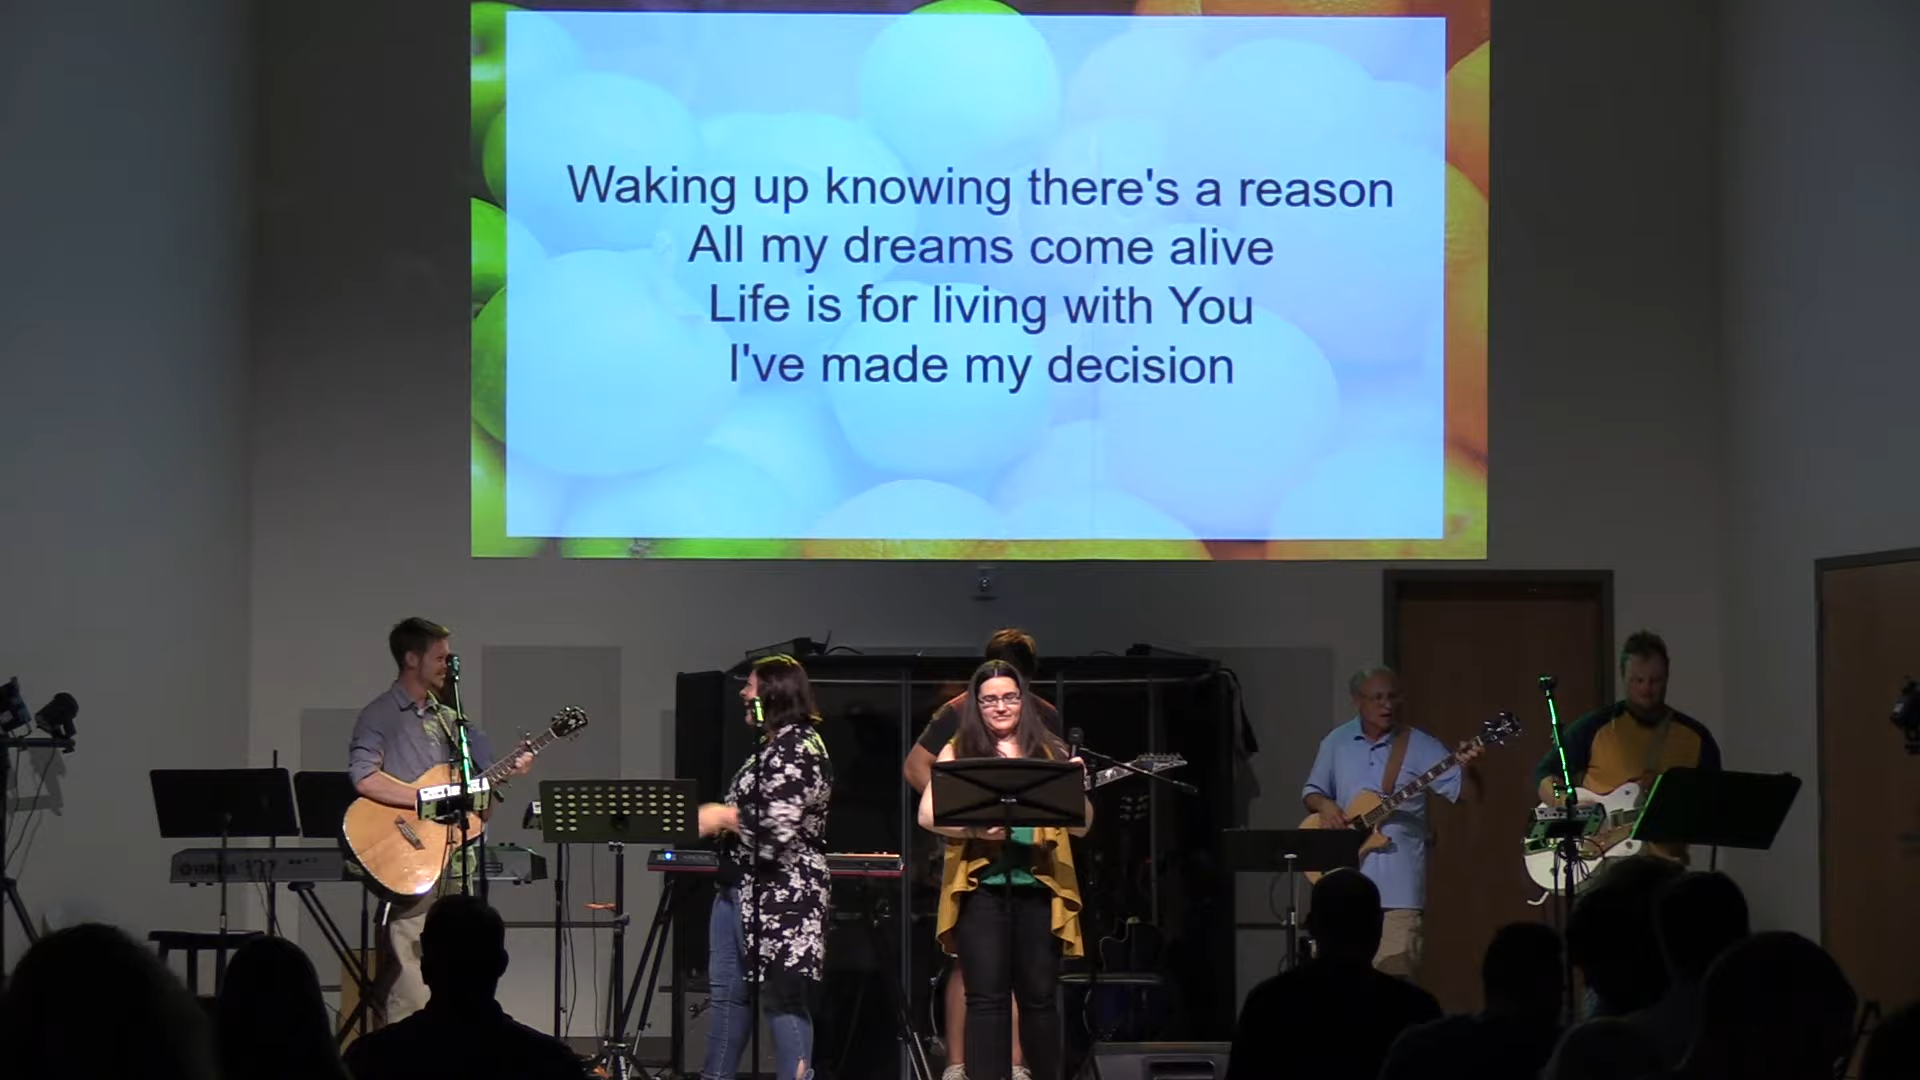 Waking up knowing there's a reason
All my dreams come alive
Life is for living with You
I've made my decision
YAMAHA